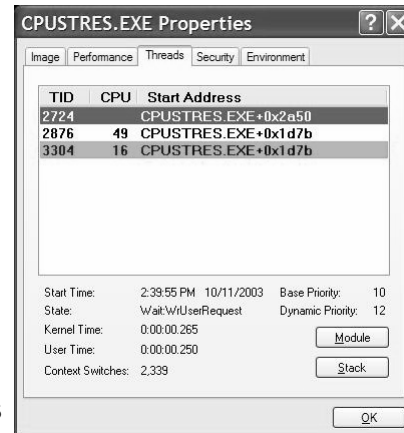 CPUSTRES.EXE Properties
Image Performance Threads Security Environment
TID CPU Start Address
2724 CPUSTRES.EXE+0x2a50
2876 49 CPUSTRES.EXE+0x1d7b
3304 16 CPUSTRES.EXE+0x1d7b
Start Time: 2:39:55 PM 10/11/2003 Base Priority: 10
State: Wait:WrUserRequest Dynamic Priority: 12
Kernel Time: 0:00:00.265
Module
User Time: 0:00:00.250
Context Switches: 2,339
Stack
OK